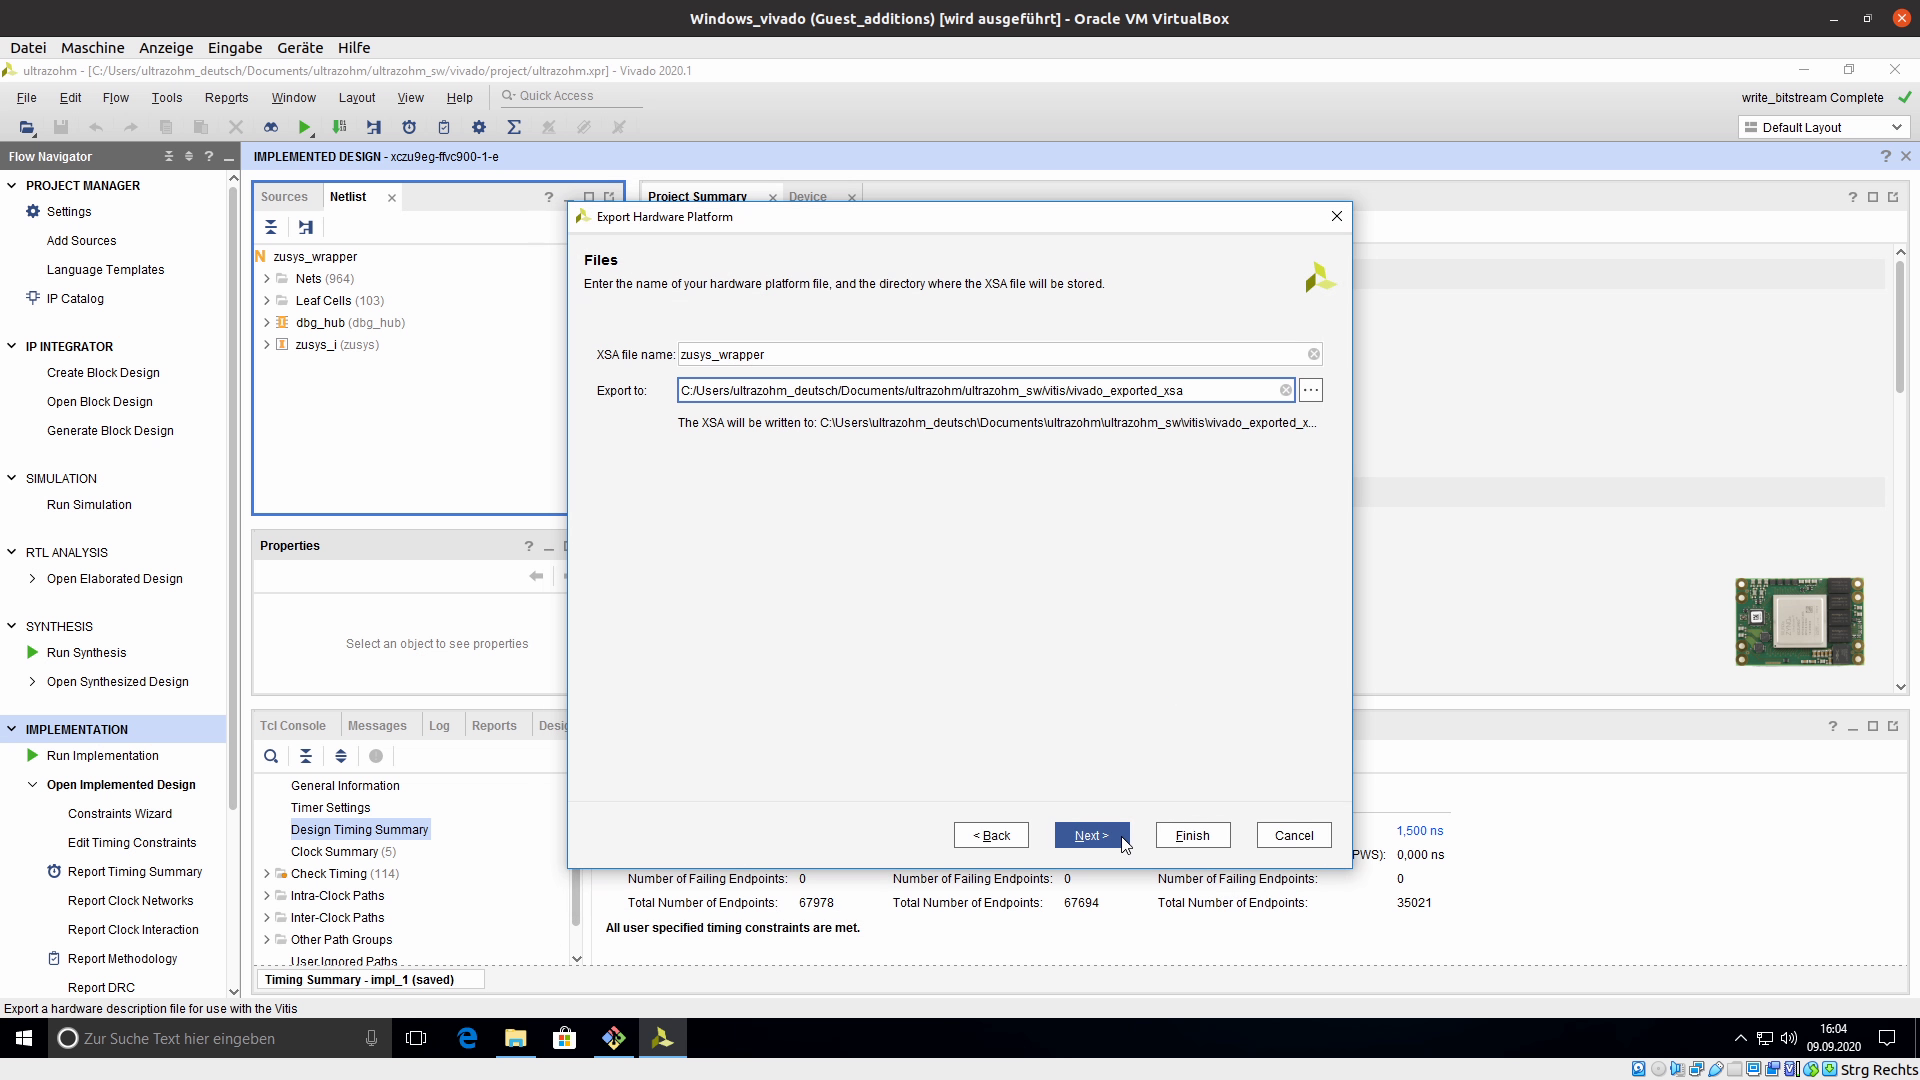 Windows_vivado (Guest_additions) [wird ausgeführt] - Oracle VM VirtualBox
Datei Maschine Anzeige Eingabe Geräte Hilfe
ultrazohm - [C:/Users/ultrazohm_deutsch/Documents/ultrazohm/ultrazohm_sw/vivado/project/ultrazohm.xpr] - Vivado 2020.1
File Edit Flow Tools Reports Window Layout View Help Quick Access
write_bitstream Complete
Default Layout
Flow Navigator
IMPLEMENTED DESIGN - xczu9eg-ffvc900-1-e
PROJECT MANAGER
Settings
Add Sources
Language Templates
IP Catalog
IP INTEGRATOR
Create Block Design
Open Block Design
Generate Block Design
SIMULATION
Run Simulation
RTL ANALYSIS
Open Elaborated Design
SYNTHESIS
Run Synthesis
Open Synthesized Design
IMPLEMENTATION
Run Implementation
Open Implemented Design
Constraints Wizard
Edit Timing Constraints
Report Timing Summary
Report Clock Networks
Report Clock Interaction
Report Methodology
Report DRC
Sources Netlist
zusys_wrapper
Nets (964)
Leaf Cells (103)
dbg_hub (dbg_hub)
zusys_i (zusys)
Project Summary Device
Properties
Select an object to see properties
Export Hardware Platform
Files
Enter the name of your hardware platform file, and the directory where the XSA file will be stored.
XSA file name: zusys_wrapper
Export to: C:/Users/ultrazohm_deutsch/Documents/ultrazohm/ultrazohm_sw/vitis/vivado_exported_xsa
The XSA will be written to: C:\Users\ultrazohm_deutsch\Documents\ultrazohm\ultrazohm_sw\vitis\vivado_exported_x...
< Back Next > Finish Cancel
Tcl Console Messages Log Reports
General Information
Timer Settings
Design Timing Summary
Clock Summary (5)
Check Timing (114)
Intra-Clock Paths
Inter-Clock Paths
Other Path Groups
User Ignored Paths
Timing Summary - impl_1 (saved)
1,500 ns
PWS): 0,000 ns
Number of Failing Endpoints: 0 Number of Failing Endpoints: 0 Number of Failing Endpoints: 0
Total Number of Endpoints: 67978 Total Number of Endpoints: 67694 Total Number of Endpoints: 35021
All user specified timing constraints are met.
Export a hardware description file for use with the Vitis
Zur Suche Text hier eingeben
16:04
09.09.2020
Strg Rechts